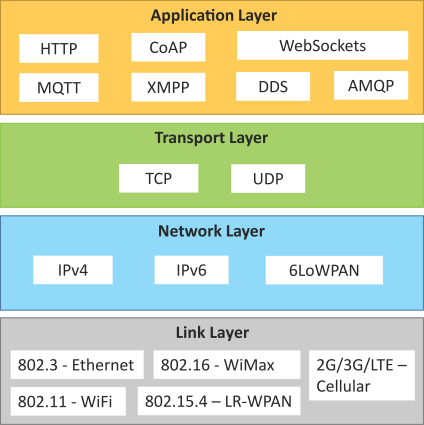 Application Layer
HTTP
CoAP
WebSockets
MQTT
XMPP
DDS
AMQP
Transport Layer
TCP
UDP
Network Layer
IPv4
IPv6
6LoWPAN
Link Layer
802.3 - Ethernet
802.16 - WiMax
2G/3G/LTE –
Cellular
802.11 - WiFi
802.15.4 – LR-WPAN